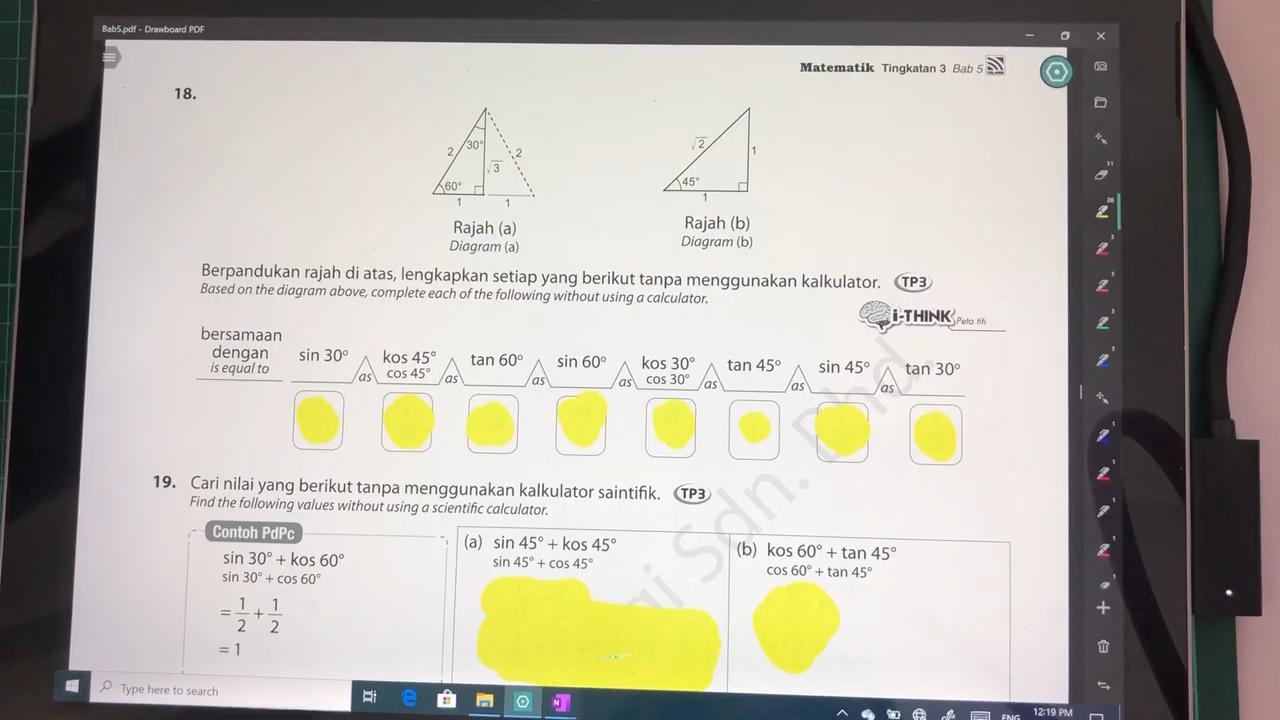 Bab5.pdf - Drawboard PDF
Matematik Tingkatan 3 Bab 5
18.
30°
2
2
√3
60°
1
1
√2
1
45°
1
Rajah (a)
Diagram (a)
Rajah (b)
Diagram (b)
Berpandukan rajah di atas, lengkapkan setiap yang berikut tanpa menggunakan kalkulator. TP3
Based on the diagram above, complete each of the following without using a calculator.
i-THINK Peta titi
bersamaan
dengan
is equal to
sin 30° kos 45° tan 60° sin 60° kos 30° tan 45° sin 45° tan 30°
cos 45° cos 30°
as as as as as as as
19. Cari nilai yang berikut tanpa menggunakan kalkulator saintifik. TP3
Find the following values without using a scientific calculator.
Contoh PdPc
sin 30° + kos 60°
sin 30° + cos 60°
= 1/2 + 1/2
= 1
(a) sin 45° + kos 45°
sin 45° + cos 45°
(b) kos 60° + tan 45°
cos 60° + tan 45°
Sdn. Bhd.
Type here to search
ENG
12:19 PM